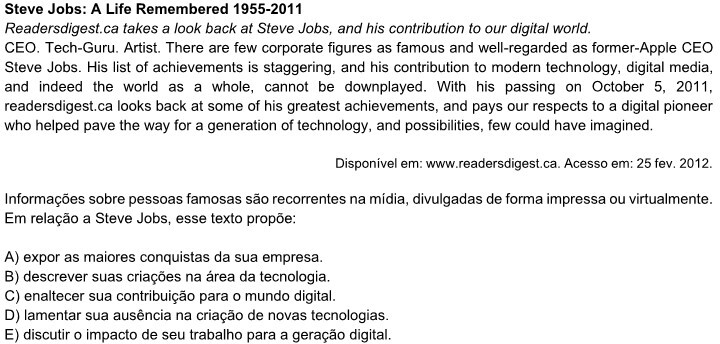 Steve Jobs: A Life Remembered 1955-2011
Readersdigest.ca takes a look back at Steve Jobs, and his contribution to our digital world.
CEO. Tech-Guru. Artist. There are few corporate figures as famous and well-regarded as former-Apple CEO
Steve Jobs. His list of achievements is staggering, and his contribution to modern technology, digital media,
and indeed the world as a whole, cannot be downplayed. With his passing on October 5, 2011,
readersdigest.ca looks back at some of his greatest achievements, and pays our respects to a digital pioneer
who helped pave the way for a generation of technology, and possibilities, few could have imagined.
Disponível em: www.readersdigest.ca. Acesso em: 25 fev. 2012.
Informações sobre pessoas famosas são recorrentes na mídia, divulgadas de forma impressa ou virtualmente.
Em relação a Steve Jobs, esse texto propõe:
A) expor as maiores conquistas da sua empresa.
B) descrever suas criações na área da tecnologia.
C) enaltecer sua contribuição para o mundo digital.
D) lamentar sua ausência na criação de novas tecnologias.
E) discutir o impacto de seu trabalho para a geração digital.